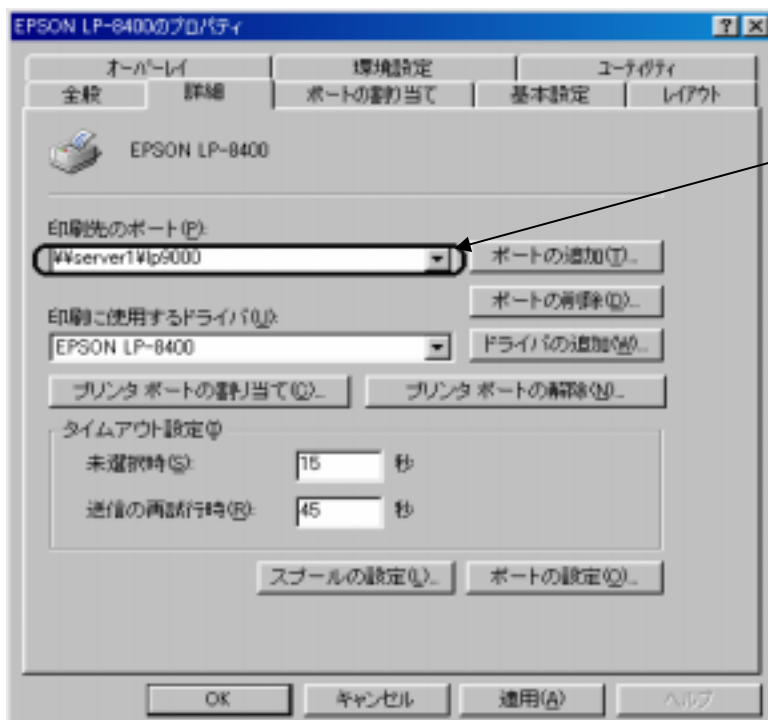 EPSON LP-8400のプロパティ
オーバーレイ 環境設定 ユーティリティ
全般 詳細 ポートの割り当て 基本設定 レイアウト
EPSON LP-8400
印刷先のポート(P):
¥¥server1¥lp9000 ポートの追加(T)...
ポートの削除(D)...
印刷に使用するドライバ(U):
EPSON LP-8400 ドライバの追加(W)...
プリンタ ポートの割り当て(C)... プリンタ ポートの解除(N)...
タイムアウト設定
未選択時(S): 15 秒
送信の再試行時(R): 45 秒
スプールの設定(L)... ポートの設定(O)...
OK キャンセル 適用(A) ヘルプ